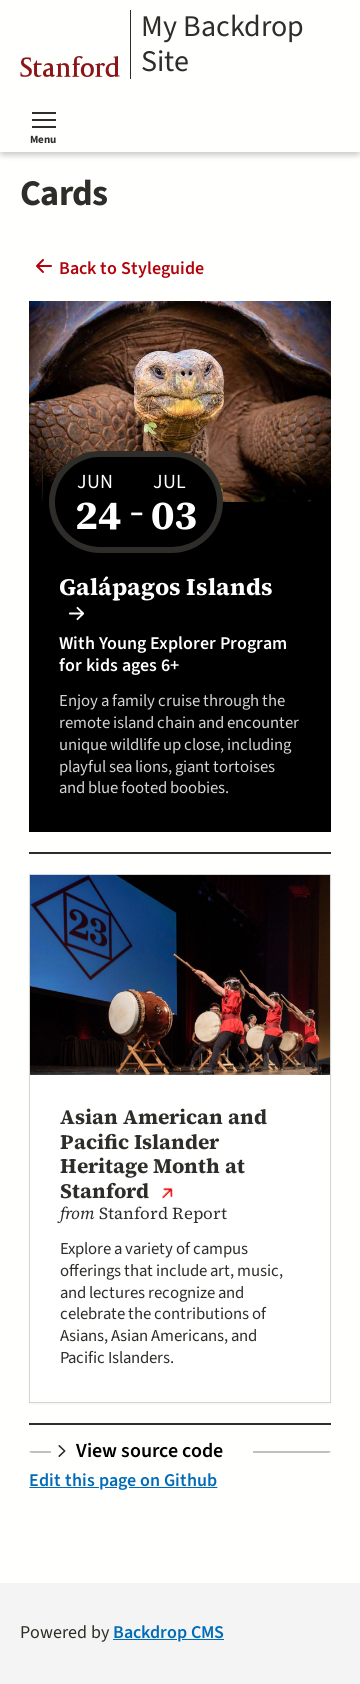 Stanford
My Backdrop
Site
Menu
Cards
Back to Styleguide
JUN JUL
24 - 03
Galápagos Islands
With Young Explorer Program
for kids ages 6+
Enjoy a family cruise through the
remote island chain and encounter
unique wildlife up close, including
playful sea lions, giant tortoises
and blue footed boobies.
23
Asian American and
Pacific Islander
Heritage Month at
Stanford
from Stanford Report
Explore a variety of campus
offerings that include art, music,
and lectures recognize and
celebrate the contributions of
Asians, Asian Americans, and
Pacific Islanders.
View source code
Edit this page on Github
Powered by Backdrop CMS